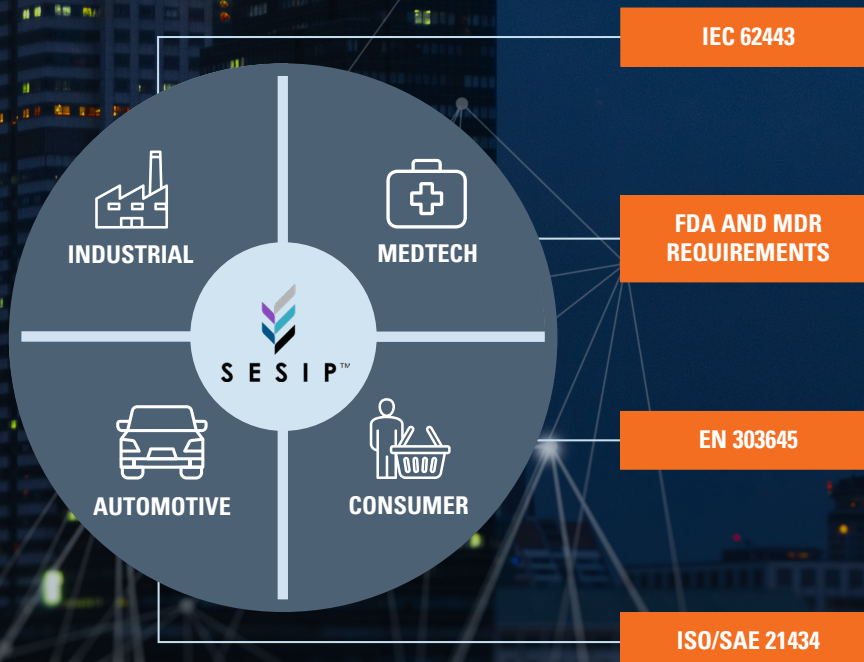 IEC 62443
INDUSTRIAL
MEDTECH
FDA AND MDR
REQUIREMENTS
SESIP™
AUTOMOTIVE
CONSUMER
EN 303645
ISO/SAE 21434